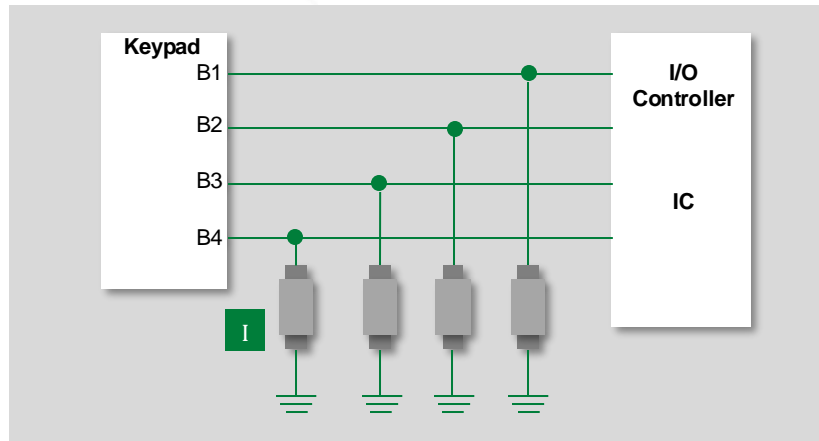 Keypad
B1
B2
B3
B4
I/O
Controller
IC
I